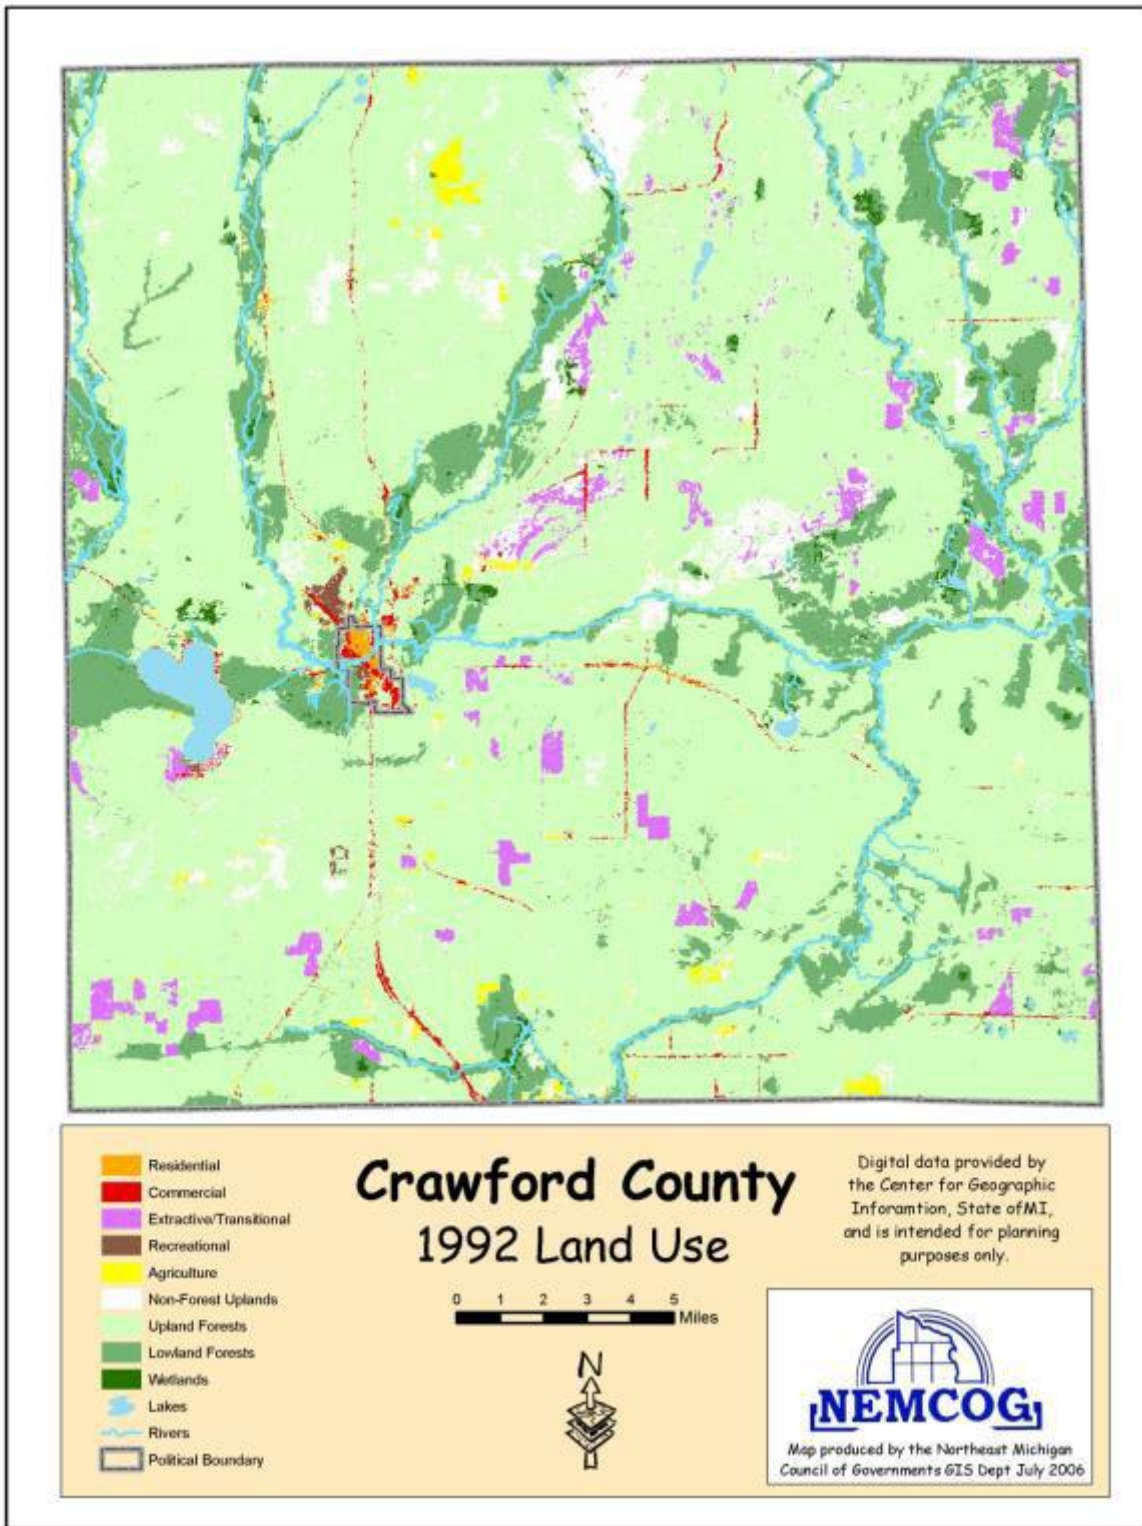 Residential
Commercial
Extractive/Transitional
Recreational
Agriculture
Non-Forest Uplands
Upland Forests
Lowland Forests
Wetlands
Lakes
Rivers
Political Boundary
Crawford County
1992 Land Use
0 1 2 3 4 5
Miles
N
Digital data provided by
the Center for Geographic
Inforamtion, State ofMI,
and is intended for planning
purposes only.
NEMCOG
Map produced by the Northeast Michigan
Council of Governments GIS Dept July 2006